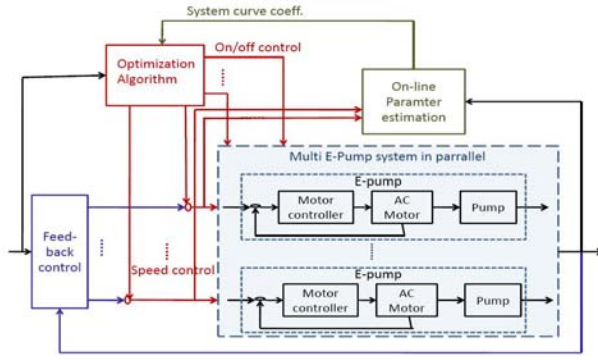 System curve coeff.
Optimization
Algorithm
On/off control
On-line
Paramter
estimation
Multi E-Pump system in parrallel
E-pump
Motor
controller
AC
Motor
Pump
Feed-
back
control
Speed control
E-pump
Motor
controller
AC
Motor
Pump